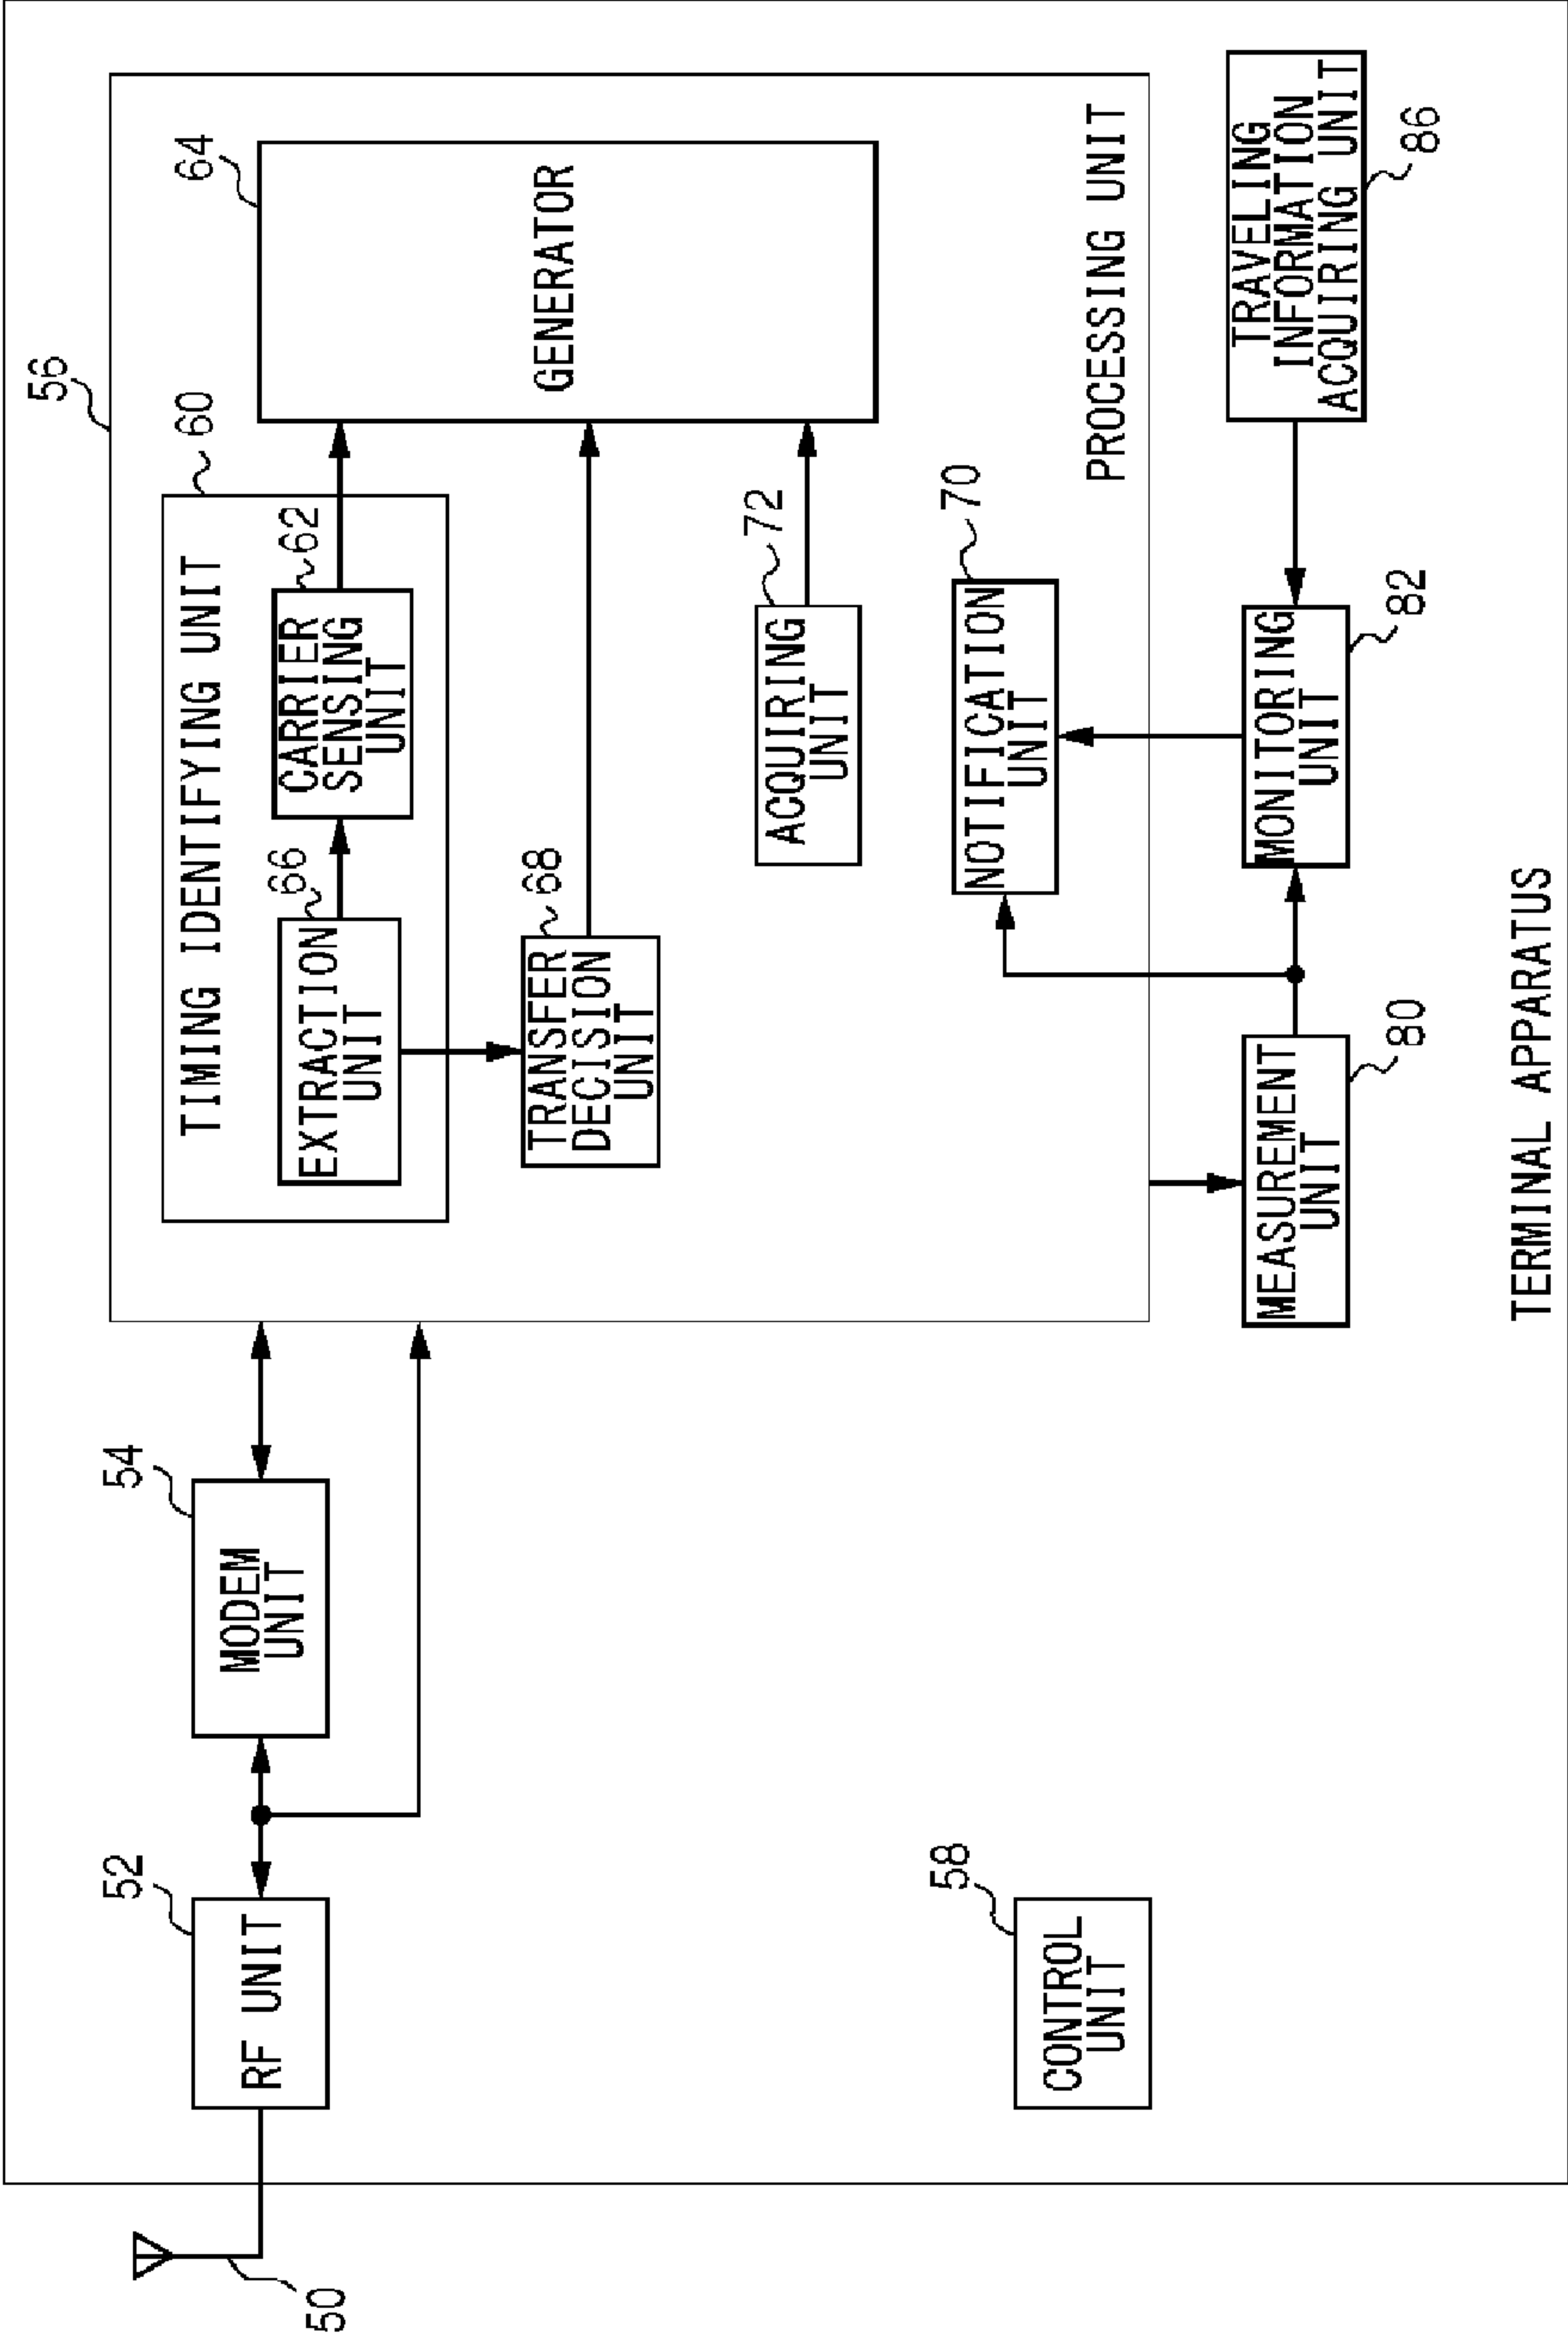 56
64
60
TIMING IDENTIFYING UNIT
54
52
66
62
EXTRACTION
UNIT
CARRIER
SENSING
UNIT
GENERATOR
MODEM
UNIT
RF UNIT
50
68
TRANSFER
DECISION
UNIT
72
ACQUIRING
UNIT
70
NOTIFICATION
UNIT
58
CONTROL
UNIT
PROCESSING UNIT
MEASUREMENT
UNIT
80
MONITORING
UNIT
82
TRAVELING
INFORMATION
ACQUIRING UNIT
86
TERMINAL APPARATUS